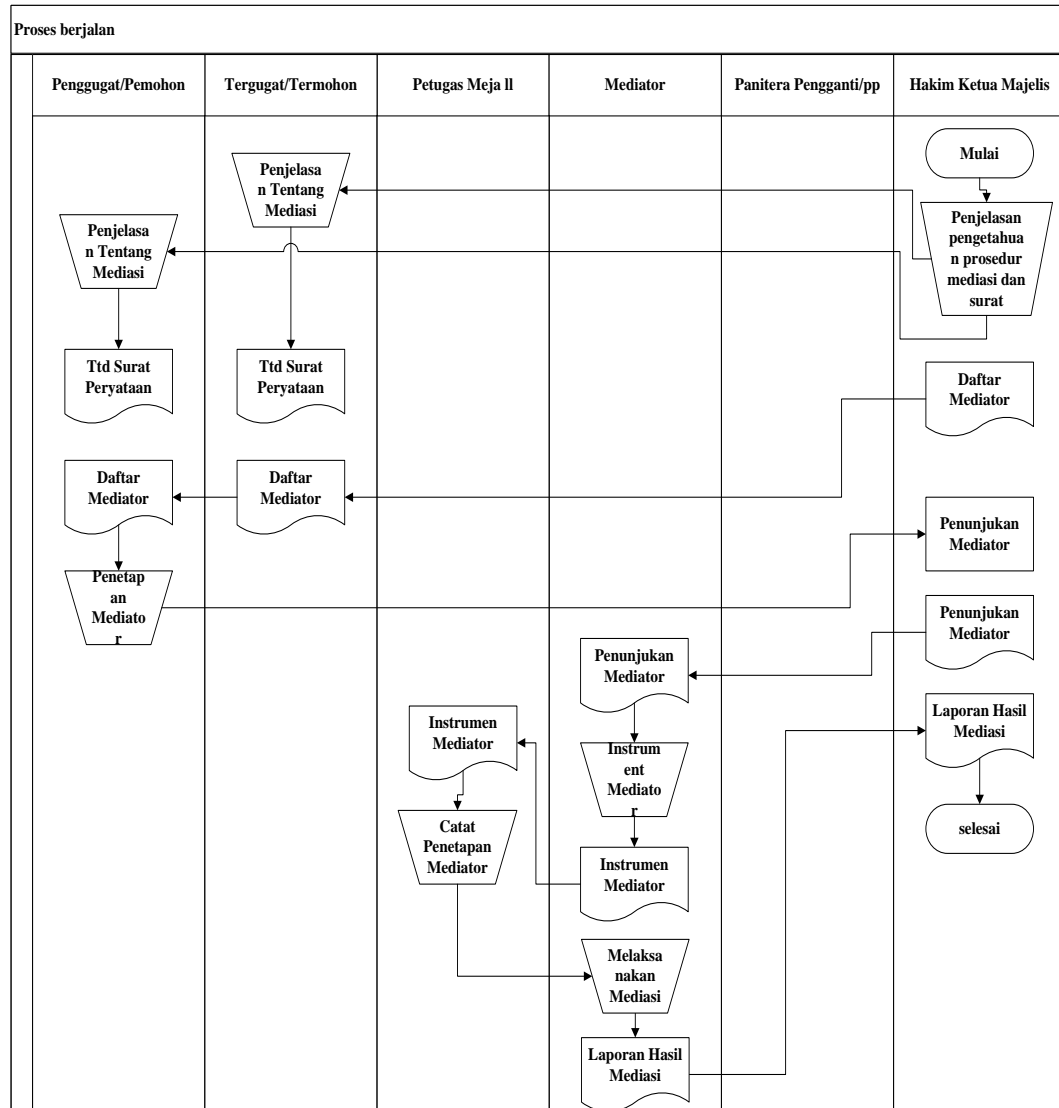 Proses berjalan
Penggugat/Pemohon
Tergugat/Termohon
Petugas Meja ll
Mediator
Panitera Pengganti/pp
Hakim Ketua Majelis
Mulai
Penjelasa
n Tentang
Mediasi
Penjelasan
pengetahua
n prosedur
mediasi dan
surat
Penjelasa
n Tentang
Mediasi
Ttd Surat
Peryataan
Ttd Surat
Peryataan
Daftar
Mediator
Daftar
Mediator
Daftar
Mediator
Penunjukan
Mediator
Penetap
an
Mediato
r
Penunjukan
Mediator
Penunjukan
Mediator
Instrumen
Mediator
Laporan Hasil
Mediasi
Instrum
ent
Mediato
r
Catat
Penetapan
Mediator
selesai
Instrumen
Mediator
Melaksa
nakan
Mediasi
Laporan Hasil
Mediasi